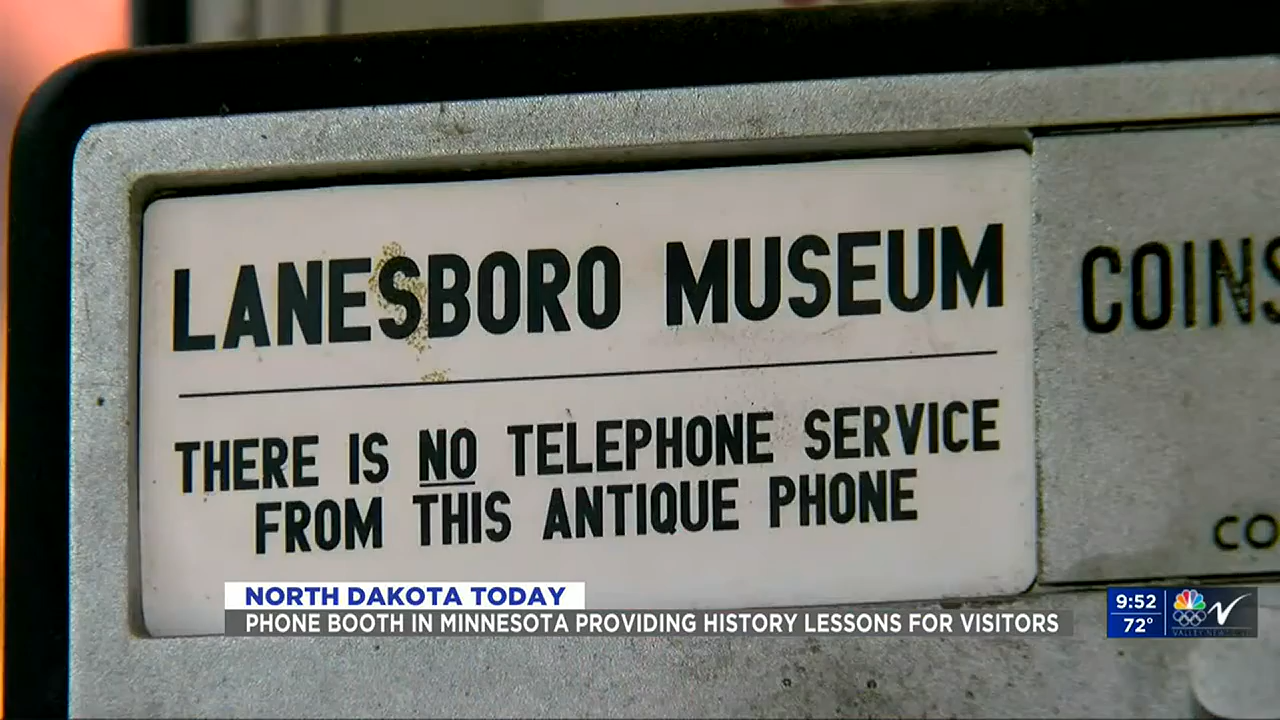 LANESBORO MUSEUM
THERE IS NO TELEPHONE SERVICE
FROM THIS ANTIQUE PHONE
COINS
CO
NORTH DAKOTA TODAY
PHONE BOOTH IN MINNESOTA PROVIDING HISTORY LESSONS FOR VISITORS
9:52
72°